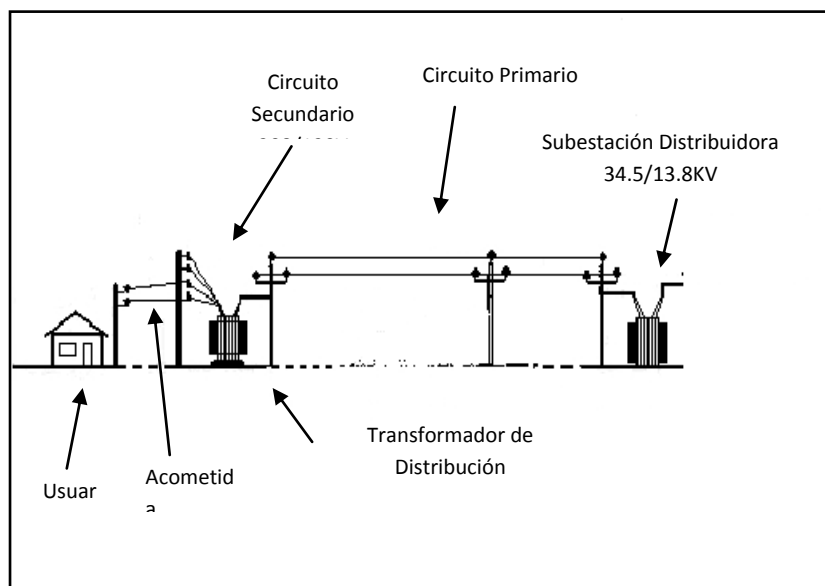 Circuito
Secundario
Circuito Primario
Subestación Distribuidora
34.5/13.8KV
Transformador de
Distribución
Acometid
a
Usuar